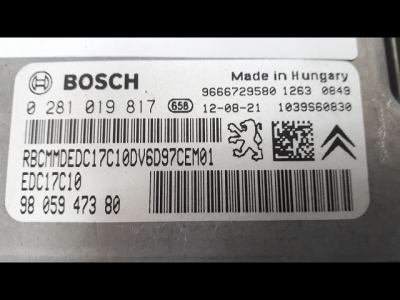 BOSCH
Made in Hungary
9666729580 1263 0849
0 281 019 817 658 12-08-21 1039S60830
RBCMMDEDC17C10DV6D97CEM01
EDC17C10
98 059 473 80